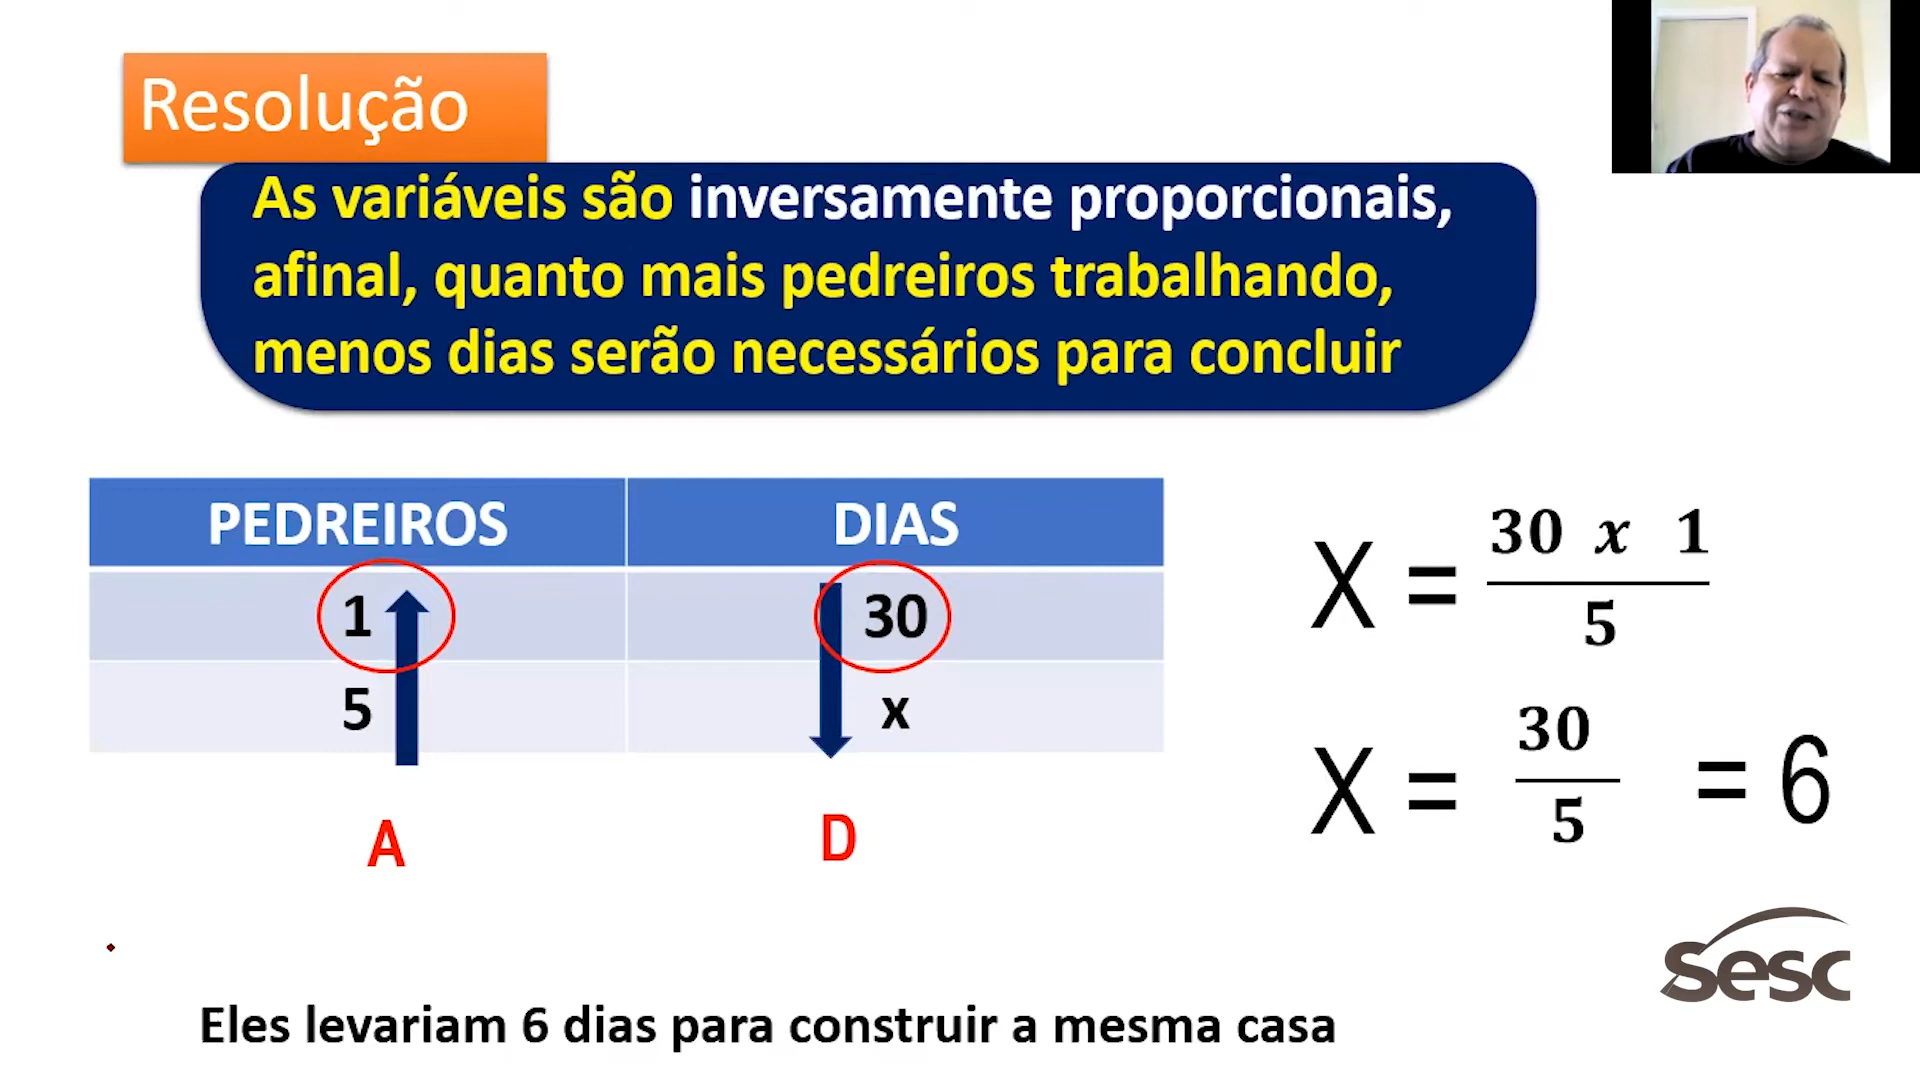 Resolução
As variáveis são inversamente proporcionais,
afinal, quanto mais pedreiros trabalhando,
menos dias serão necessários para concluir
PEDREIROS DIAS
1 30
5 x
A D
X = 30 x 1
5
X = 30 = 6
5
Sesc
Eles levariam 6 dias para construir a mesma casa